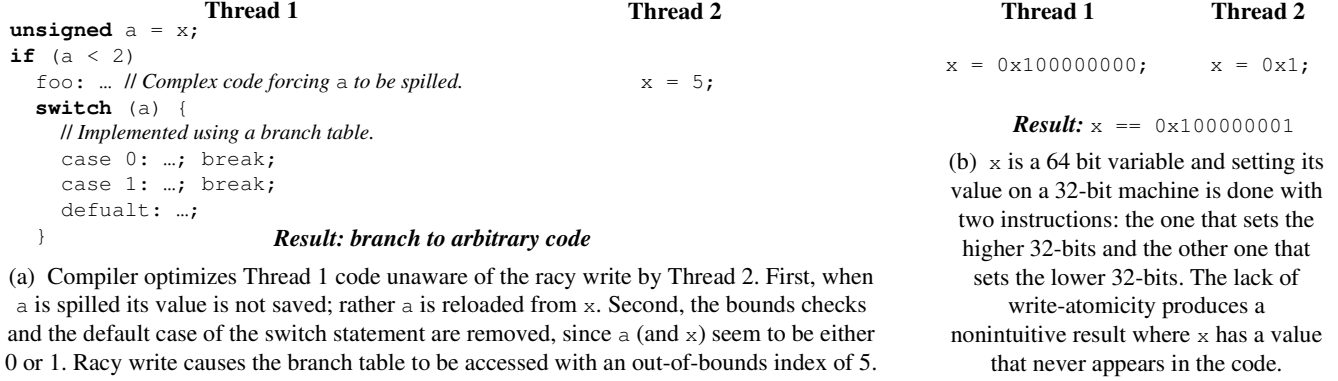 Thread 1
unsigned a = x;
if (a < 2)
foo: … // Complex code forcing a to be spilled.
switch (a) {
// Implemented using a branch table.
case 0: …; break;
case 1: …; break;
defualt: …;
}
Result: branch to arbitrary code
Thread 2
x = 5;
(a) Compiler optimizes Thread 1 code unaware of the racy write by Thread 2. First, when
a is spilled its value is not saved; rather a is reloaded from x. Second, the bounds checks
and the default case of the switch statement are removed, since a (and x) seem to be either
0 or 1. Racy write causes the branch table to be accessed with an out-of-bounds index of 5.
Thread 1 Thread 2
x = 0x100000000; x = 0x1;
Result: x == 0x100000001
(b) x is a 64 bit variable and setting its
value on a 32-bit machine is done with
two instructions: the one that sets the
higher 32-bits and the other one that
sets the lower 32-bits. The lack of
write-atomicity produces a
nonintuitive result where x has a value
that never appears in the code.